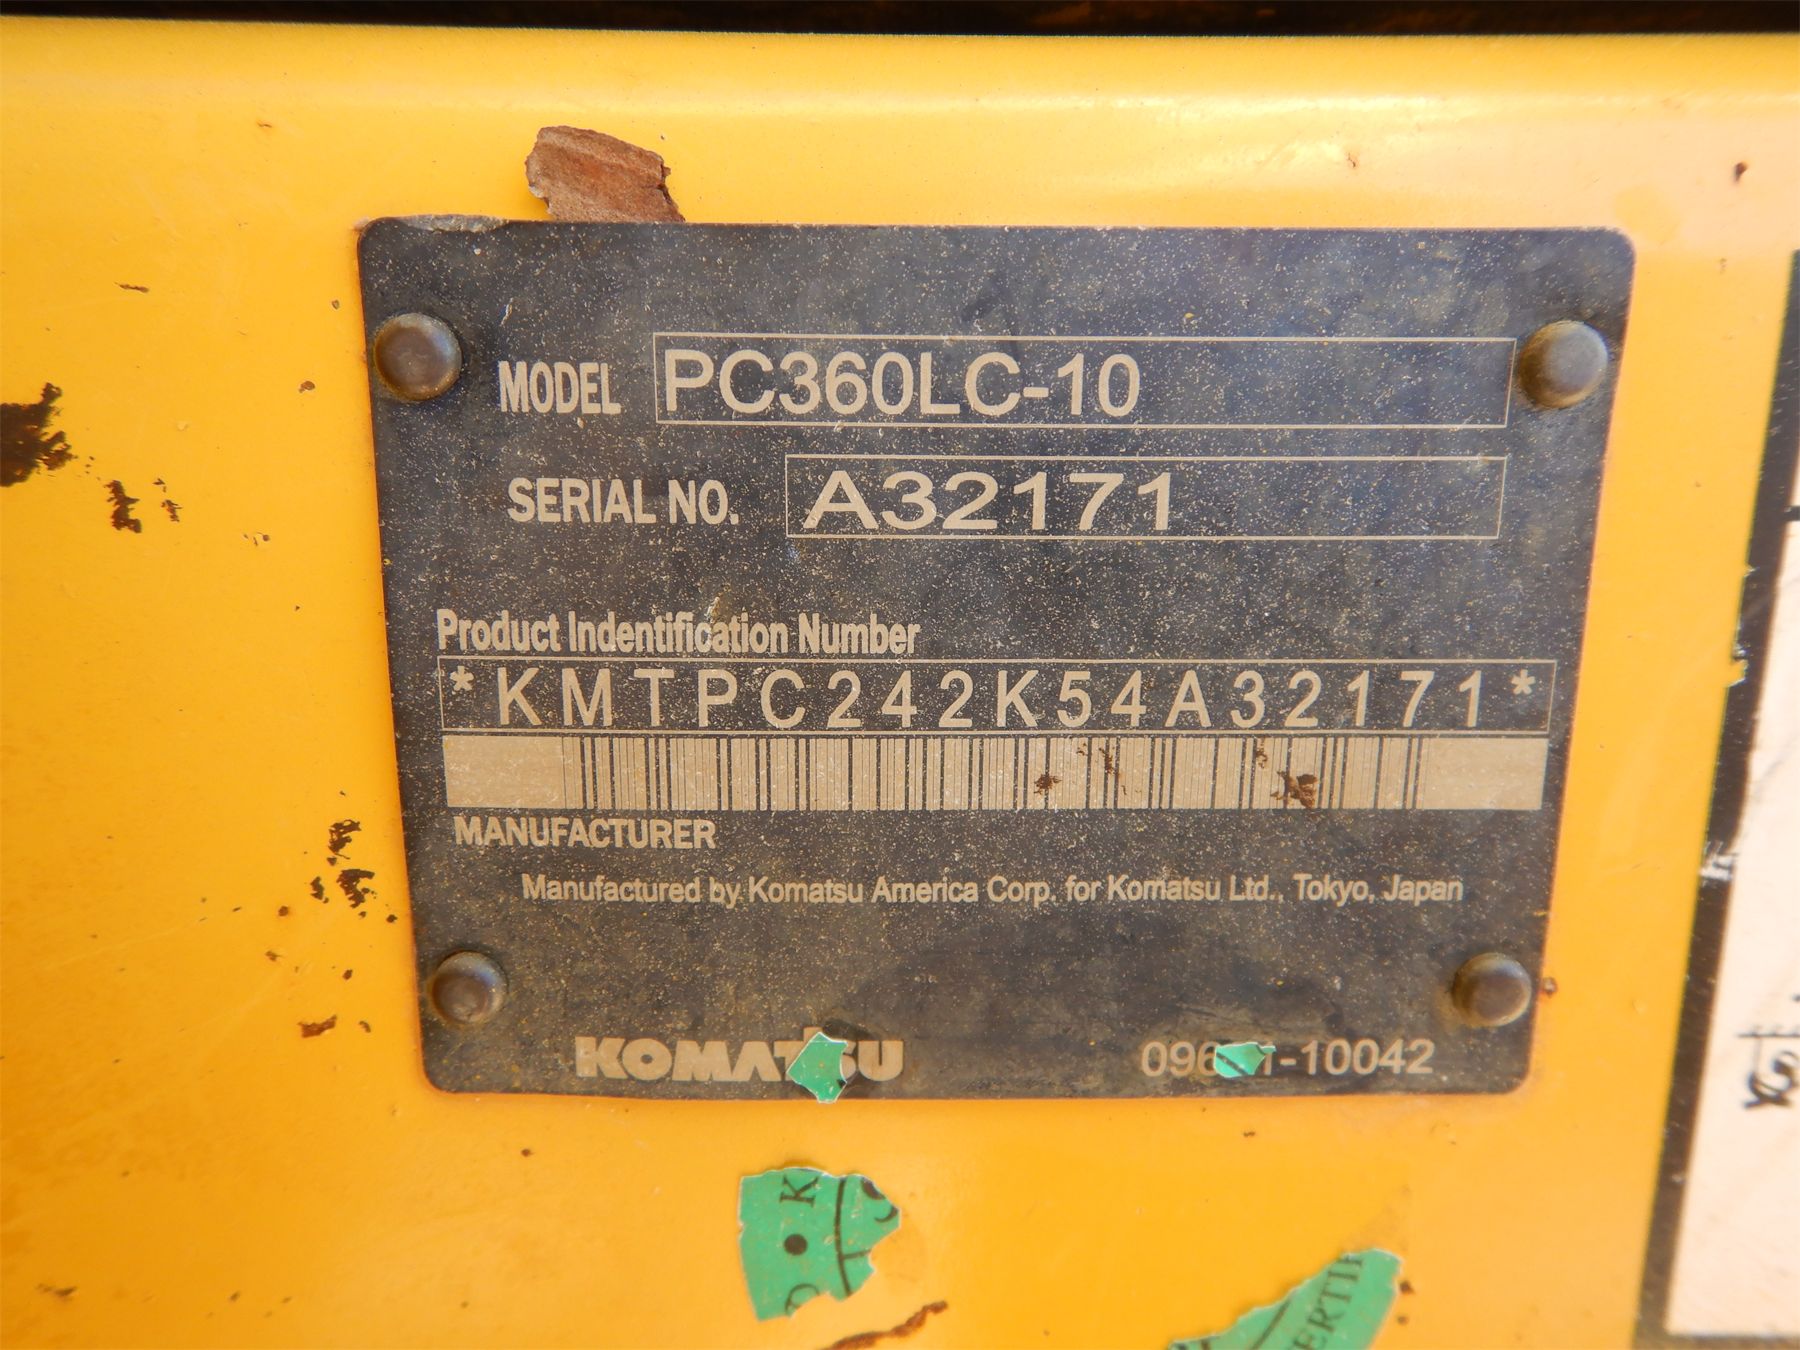 MODEL PC360LC-10
SERIAL NO. A32171
Product Indentification Number
*KMTPC242K54A32171*
MANUFACTURER
Manufactured by Komatsu America Corp. for Komatsu Ltd., Tokyo, Japan
KOMATSU